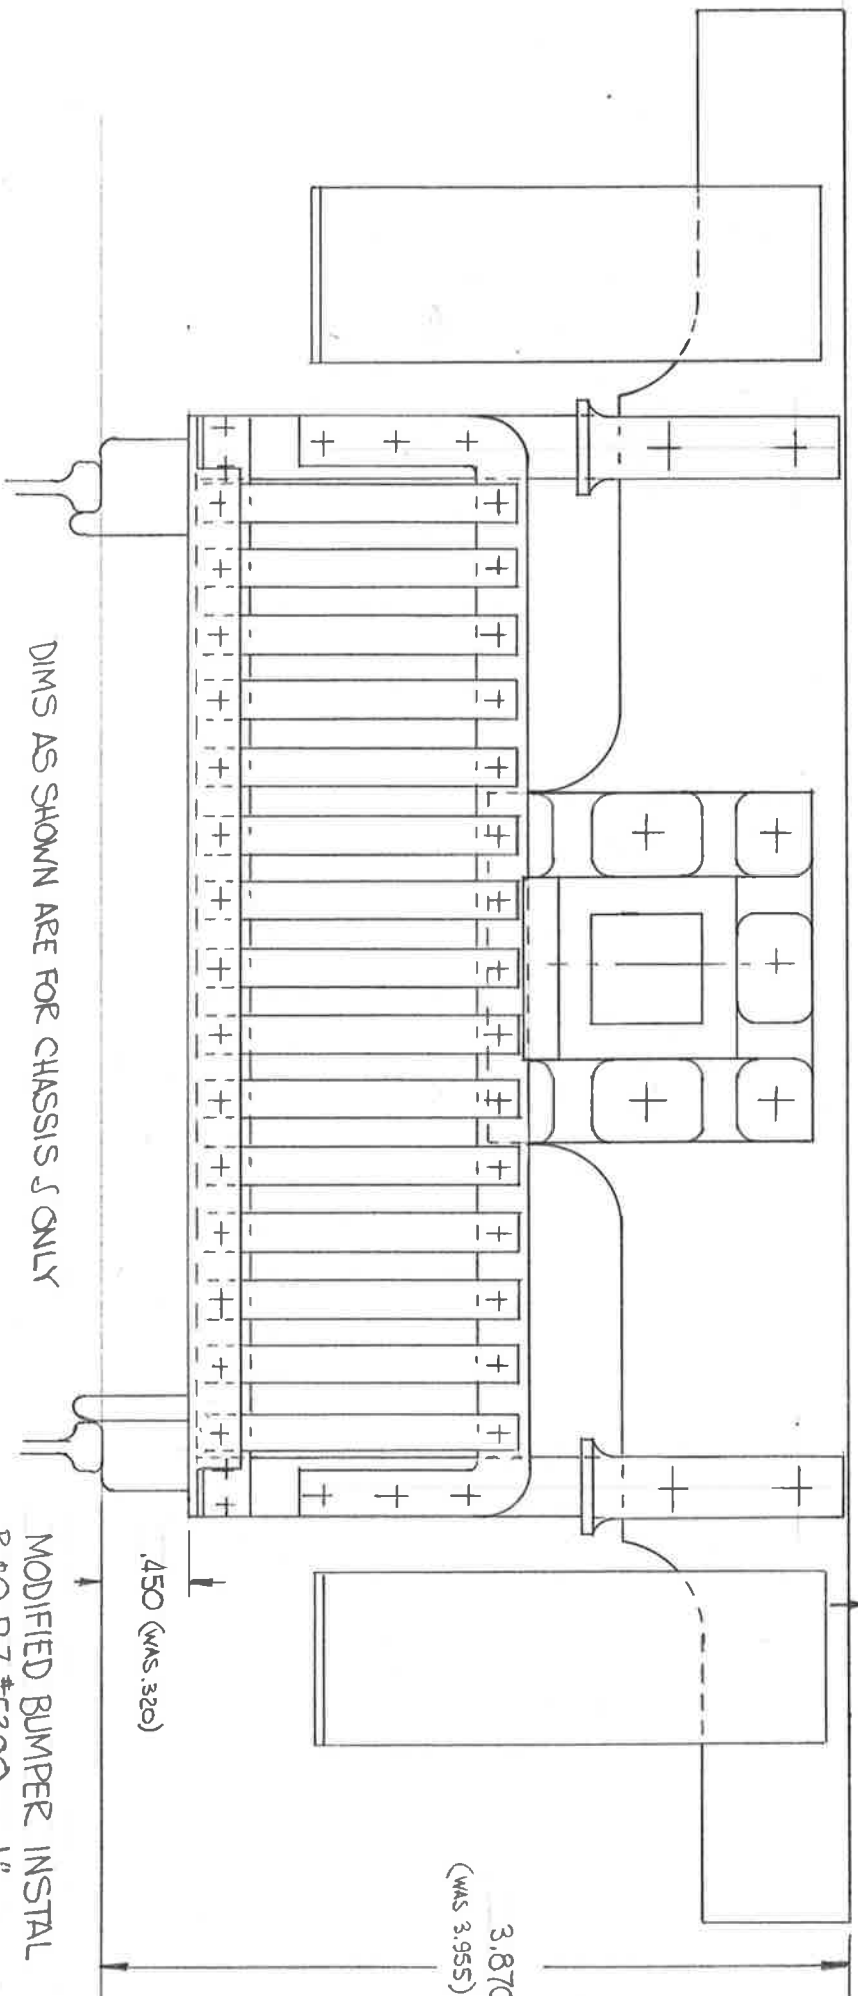 3.870
(WAS 3.955)
.450 (WAS .320)
DIMS AS SHOWN ARE FOR CHASSIS J ONLY
MODIFIED BUMPER INSTAL